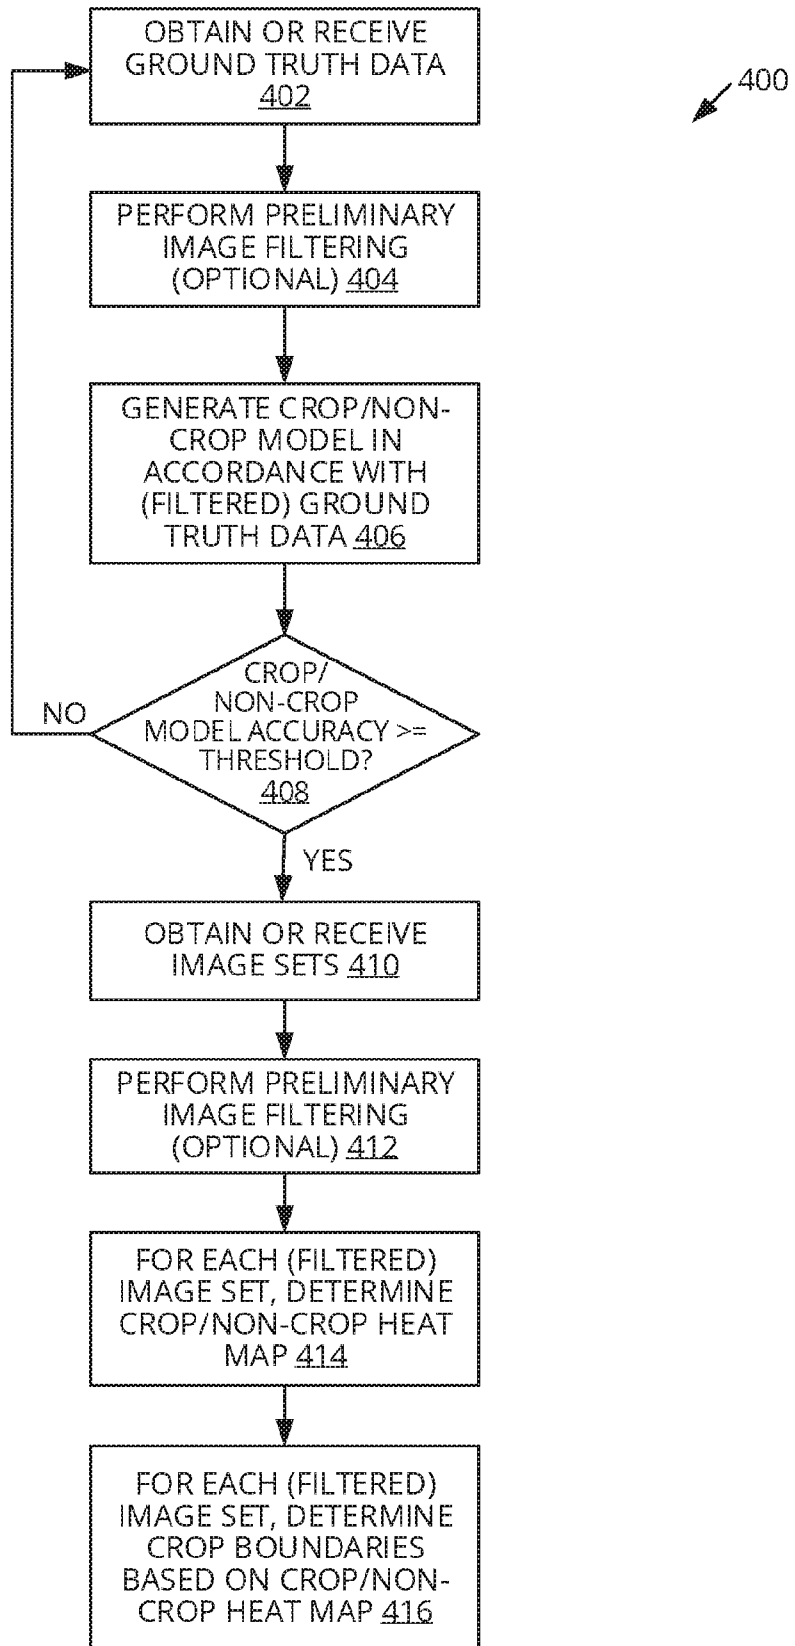 OBTAIN OR RECEIVE
GROUND TRUTH DATA
402
400
PERFORM PRELIMINARY
IMAGE FILTERING
(OPTIONAL) 404
GENERATE CROP/NON-
CROP MODEL IN
ACCORDANCE WITH
(FILTERED) GROUND
TRUTH DATA 406
CROP/
NON-CROP
MODEL ACCURACY >=
THRESHOLD?
408
NO
YES
OBTAIN OR RECEIVE
IMAGE SETS 410
PERFORM PRELIMINARY
IMAGE FILTERING
(OPTIONAL) 412
FOR EACH (FILTERED)
IMAGE SET, DETERMINE
CROP/NON-CROP HEAT
MAP 414
FOR EACH (FILTERED)
IMAGE SET, DETERMINE
CROP BOUNDARIES
BASED ON CROP/NON-
CROP HEAT MAP 416